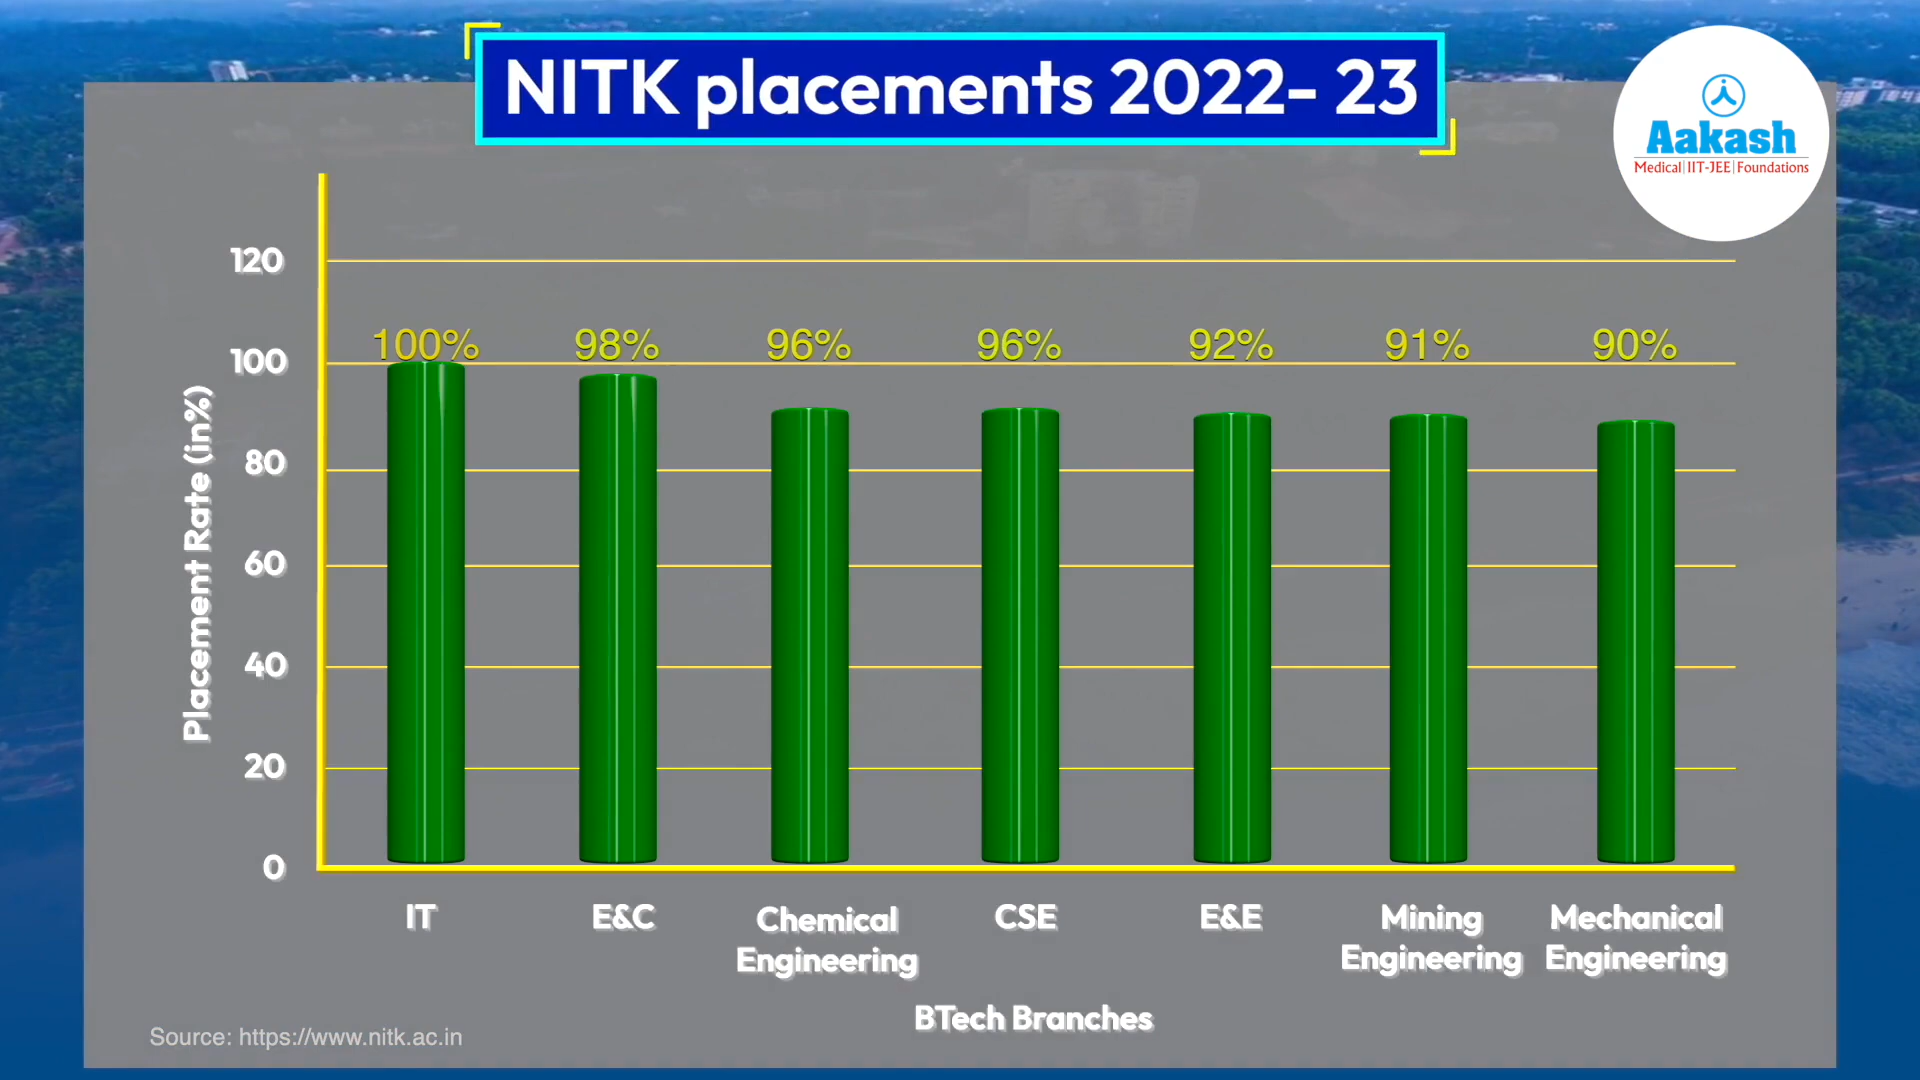 NITK placements 2022- 23
Aakash
Medical|IIT-JEE|Foundations
Placement Rate (in%)
120
100
80
60
40
20
0
100% 98% 96% 96% 92% 91% 90%
IT E&C Chemical Engineering CSE E&E Mining Engineering Mechanical Engineering
BTech Branches
Source: https://www.nitk.ac.in